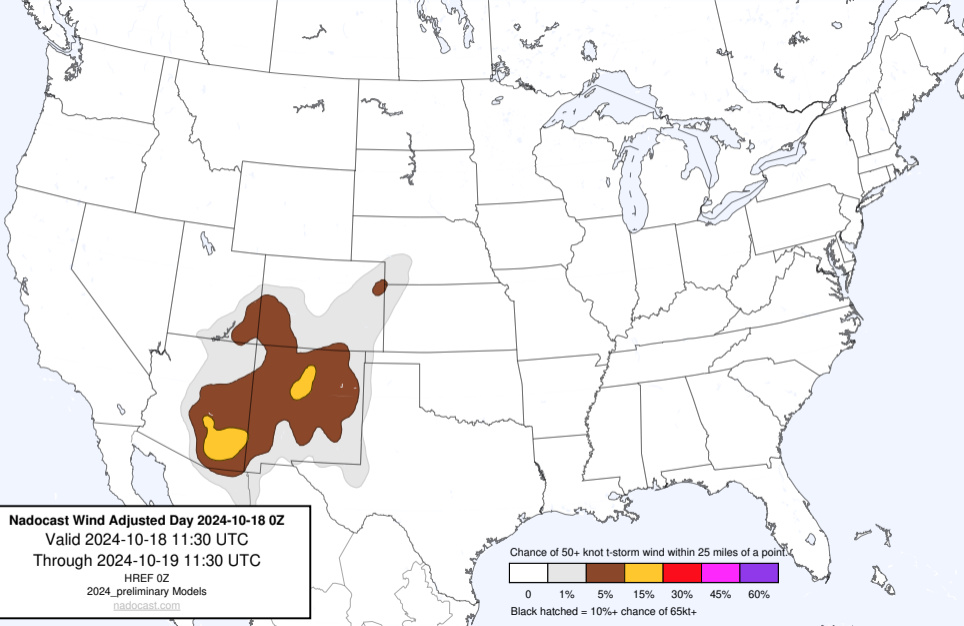 Nadocast Wind Adjusted Day 2024-10-18 0Z
Valid 2024-10-18 11:30 UTC
Through 2024-10-19 11:30 UTC
HREF 0Z
2024_preliminary Models
nadocast.com
Chance of 50+ knot t-storm wind within 25 miles of a point.
0 1% 5% 15% 30% 45% 60%
Black hatched = 10%+ chance of 65kt+